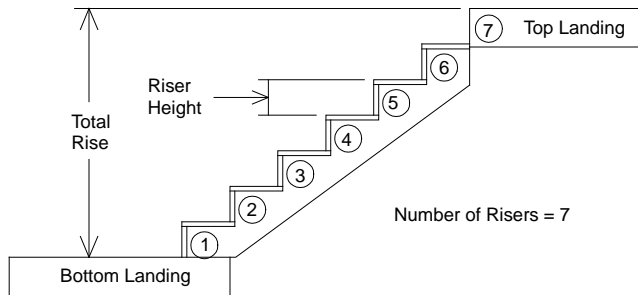 7
Top Landing
6
Riser
Height
5
Total
Rise
4
3
2
Number of Risers = 7
1
Bottom Landing